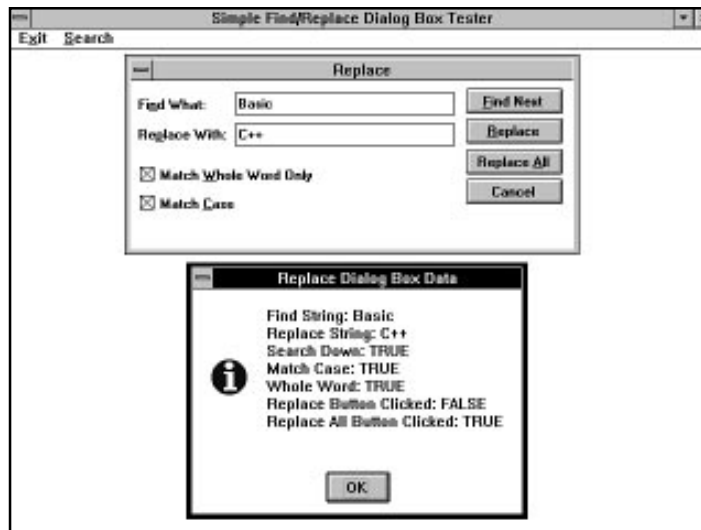 Simple Find/Replace Dialog Box Tester
Exit Search
Replace
Find What: Basic
Find Next
Replace With: C++
Replace
Replace All
Match Whole Word Only
Cancel
Match Case
Replace Dialog Box Data
Find String: Basic
Replace String: C++
Search Down: TRUE
Match Case: TRUE
Whole Word: TRUE
Replace Button Clicked: FALSE
Replace All Button Clicked: TRUE
OK